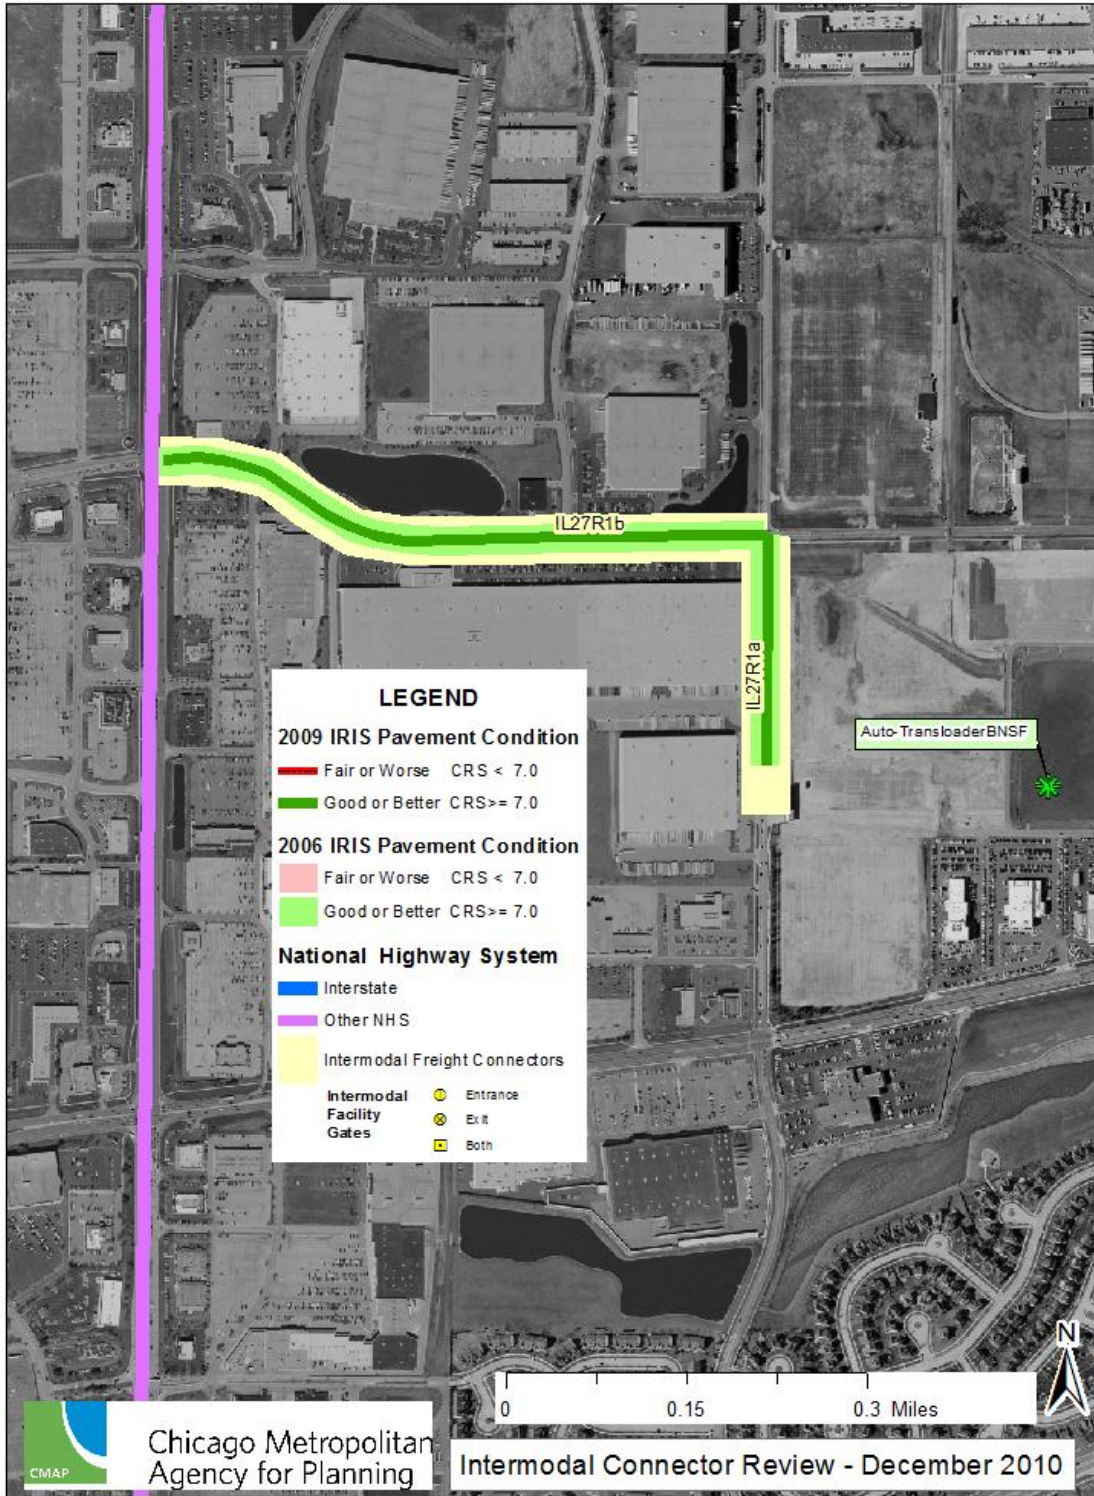 IL27R1b
IL27R1a
Auto-TransloaderBNSF
LEGEND
2009 IRIS Pavement Condition
Fair or Worse CRS < 7.0
Good or Better CRS>= 7.0
2006 IRIS Pavement Condition
Fair or Worse CRS < 7.0
Good or Better CRS>= 7.0
National Highway System
Interstate
Other NHS
Intermodal Freight Connectors
Intermodal
Facility
Gates
Entrance
Exit
Both
N
0 0.15 0.3 Miles
CMAP
Chicago Metropolitan
Agency for Planning
Intermodal Connector Review - December 2010